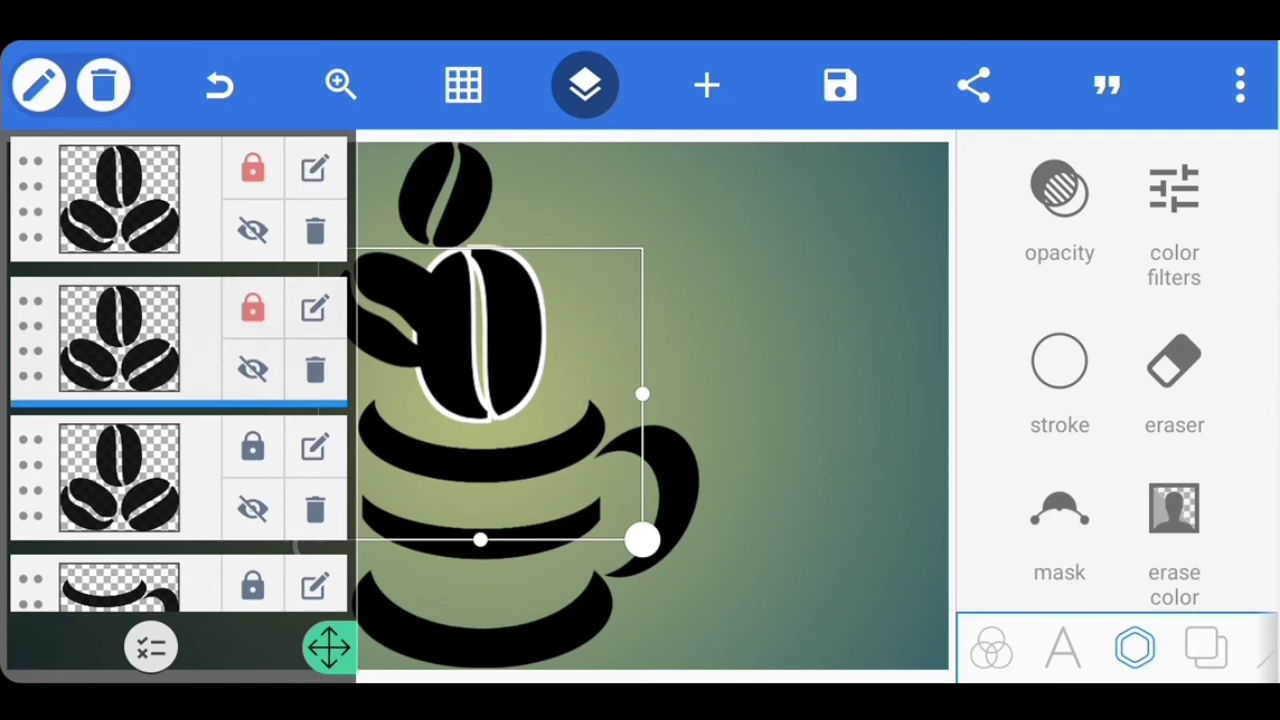 opacity
color
filters
stroke
eraser
mask
erase
color